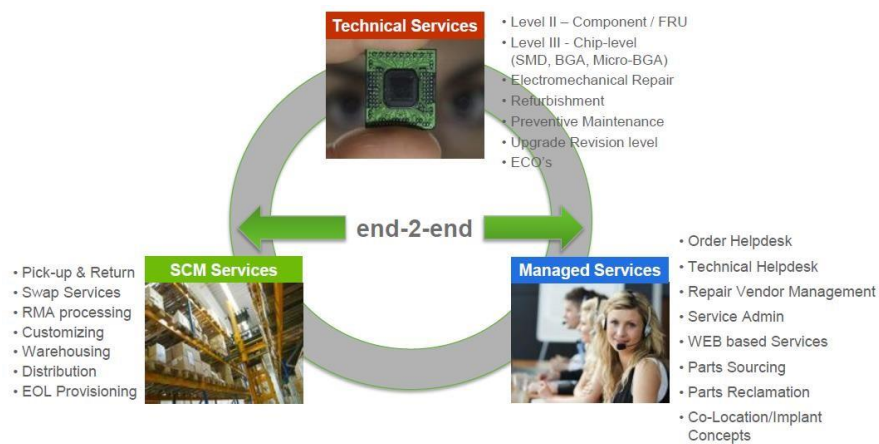 Technical Services
• Level II – Component / FRU
• Level III - Chip-level
(SMD, BGA, Micro-BGA)
• Electromechanical Repair
• Refurbishment
• Preventive Maintenance
• Upgrade Revision level
• ECO's
end-2-end
SCM Services
• Pick-up & Return
• Swap Services
• RMA processing
• Customizing
• Warehousing
• Distribution
• EOL Provisioning
Managed Services
• Order Helpdesk
• Technical Helpdesk
• Repair Vendor Management
• Service Admin
• WEB based Services
• Parts Sourcing
• Parts Reclamation
• Co-Location/Implant
Concepts